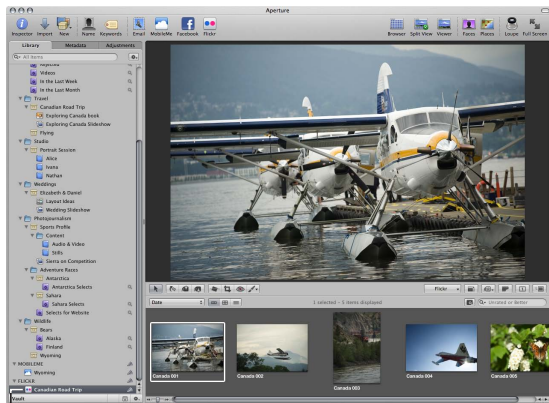 Aperture
Inspector Import New Name Keywords Email MobileMe Facebook Flickr Browser Split View Viewer Faces Places Loupe Full Screen
Library Metadata Adjustments
All Items
Rejected
Videos
In the Last Week
In the Last Month
Travel
Canadian Road Trip
Exploring Canada book
Exploring Canada Slideshow
Flying
Studio
Portrait Session
Alice
Ivana
Nathan
Weddings
Elizabeth & Daniel
Layout Ideas
Wedding Slideshow
Photojournalism
Sports Profile
Content
Audio & Video
Stills
Sierra on Competition
Adventure Races
Antarctica
Antarctica Selects
Sahara
Sahara Selects
Selects for Website
Wildlife
Bears
Alaska
Finland
Wyoming
MOBILEME
Wyoming
FLICKR
Canadian Road Trip
Vault
Flickr
Date
1 selected - 5 items displayed
Unrated or Better
Canada 001
Canada 002
Canada 003
Canada 004
Canada 005